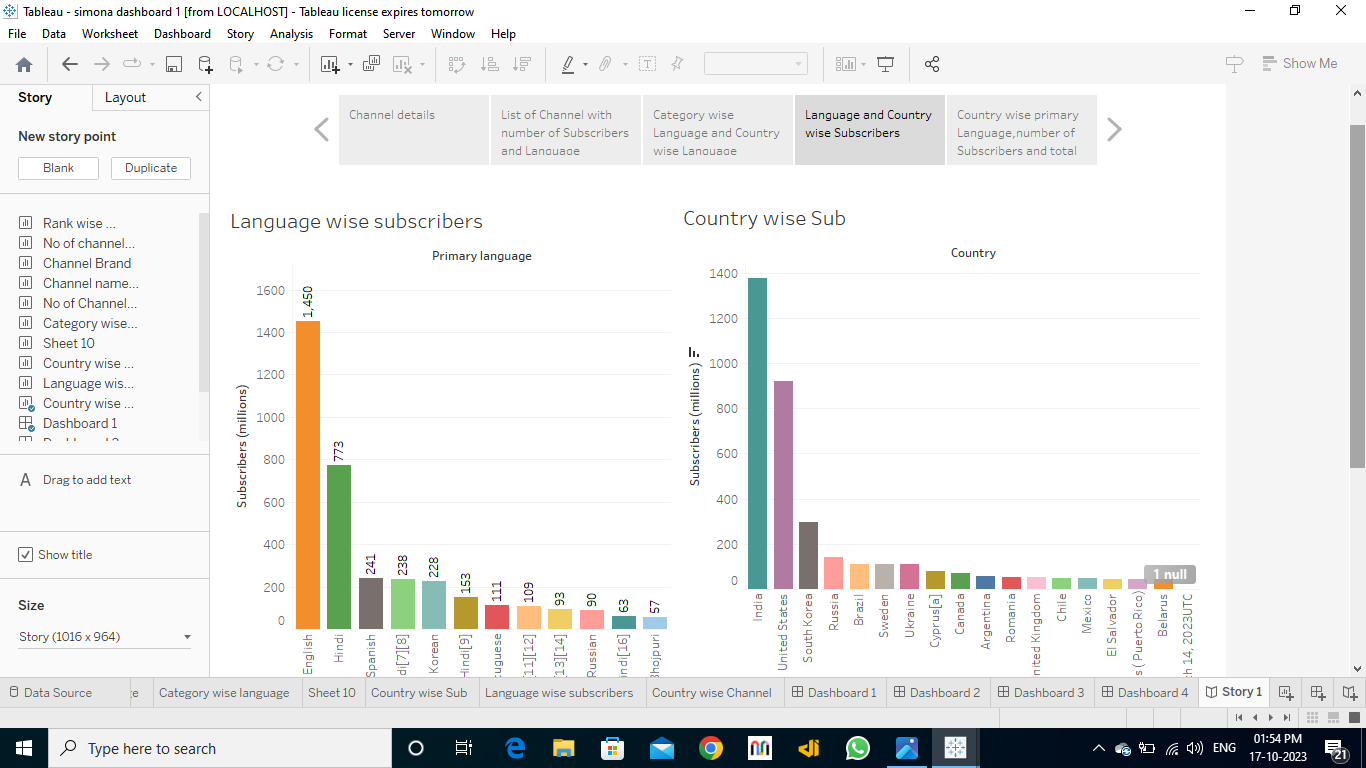 Tableau - simona dashboard 1 [from LOCALHOST] - Tableau license expires tomorrow
File Data Worksheet Dashboard Story Analysis Format Server Window Help
Show Me
Story Layout
New story point
Blank Duplicate
Rank wise ...
No of channel...
Channel Brand
Channel name...
No of Channel...
Category wise...
Sheet 10
Country wise ...
Language wis...
Country wise ...
Dashboard 1
A Drag to add text
Show title
Size
Story (1016 x 964)
Channel details
List of Channel with
number of Subscribers
and Language
Category wise
Language and Country
wise Language
Language and Country
wise Subscribers
Country wise primary
Language,number of
Subscribers and total
Language wise subscribers
Primary language
Subscribers (millions)
1600
1400
1200
1000
800
600
400
200
0
1,450
773
241
238
228
153
111
109
93
90
63
57
English
Hindi
Spanish
di[7][8]
Korean
Hindi[9]
tuguese
[11][12]
[13][14]
Russian
indi[16]
Bhojpuri
Country wise Sub
Country
Subscribers (millions)
1400
1200
1000
800
600
400
200
0
1 null
India
United States
South Korea
Russia
Brazil
Sweden
Ukraine
Cyprus[a]
Canada
Argentina
Romania
nited Kingdom
Chile
Mexico
El Salvador
s ( Puerto Rico)
Belarus
ch 14, 2023UTC
Data Source
Category wise language
Sheet 10
Country wise Sub
Language wise subscribers
Country wise Channel
Dashboard 1
Dashboard 2
Dashboard 3
Dashboard 4
Story 1
Type here to search
ENG
01:54 PM
17-10-2023
21